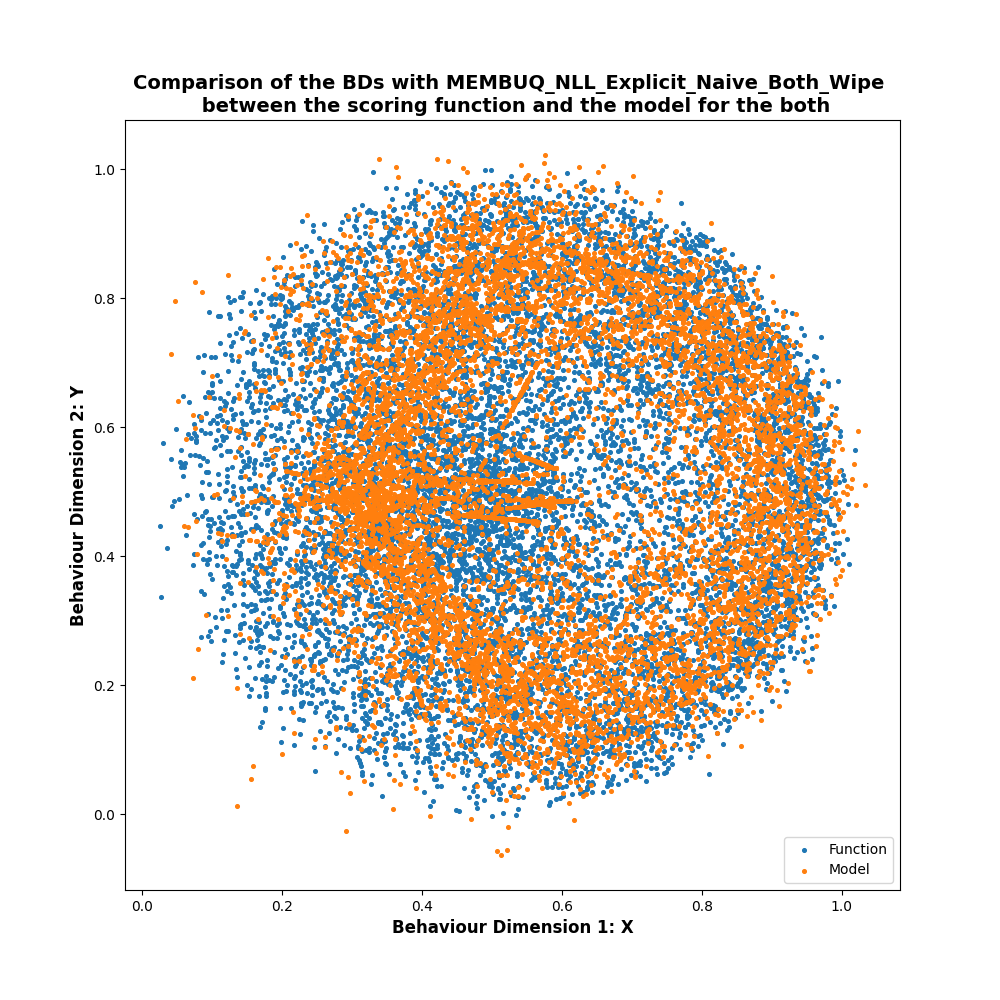 Comparison of the BDs with MEMBUQ_NLL_Explicit_Naive_Both_Wipe
between the scoring function and the model for the both
1.0
0.8
0.6
0.4
0.2
0.0
Behaviour Dimension 2: Y
Function
Model
0.0 0.2 0.4 0.6 0.8 1.0
Behaviour Dimension 1: X